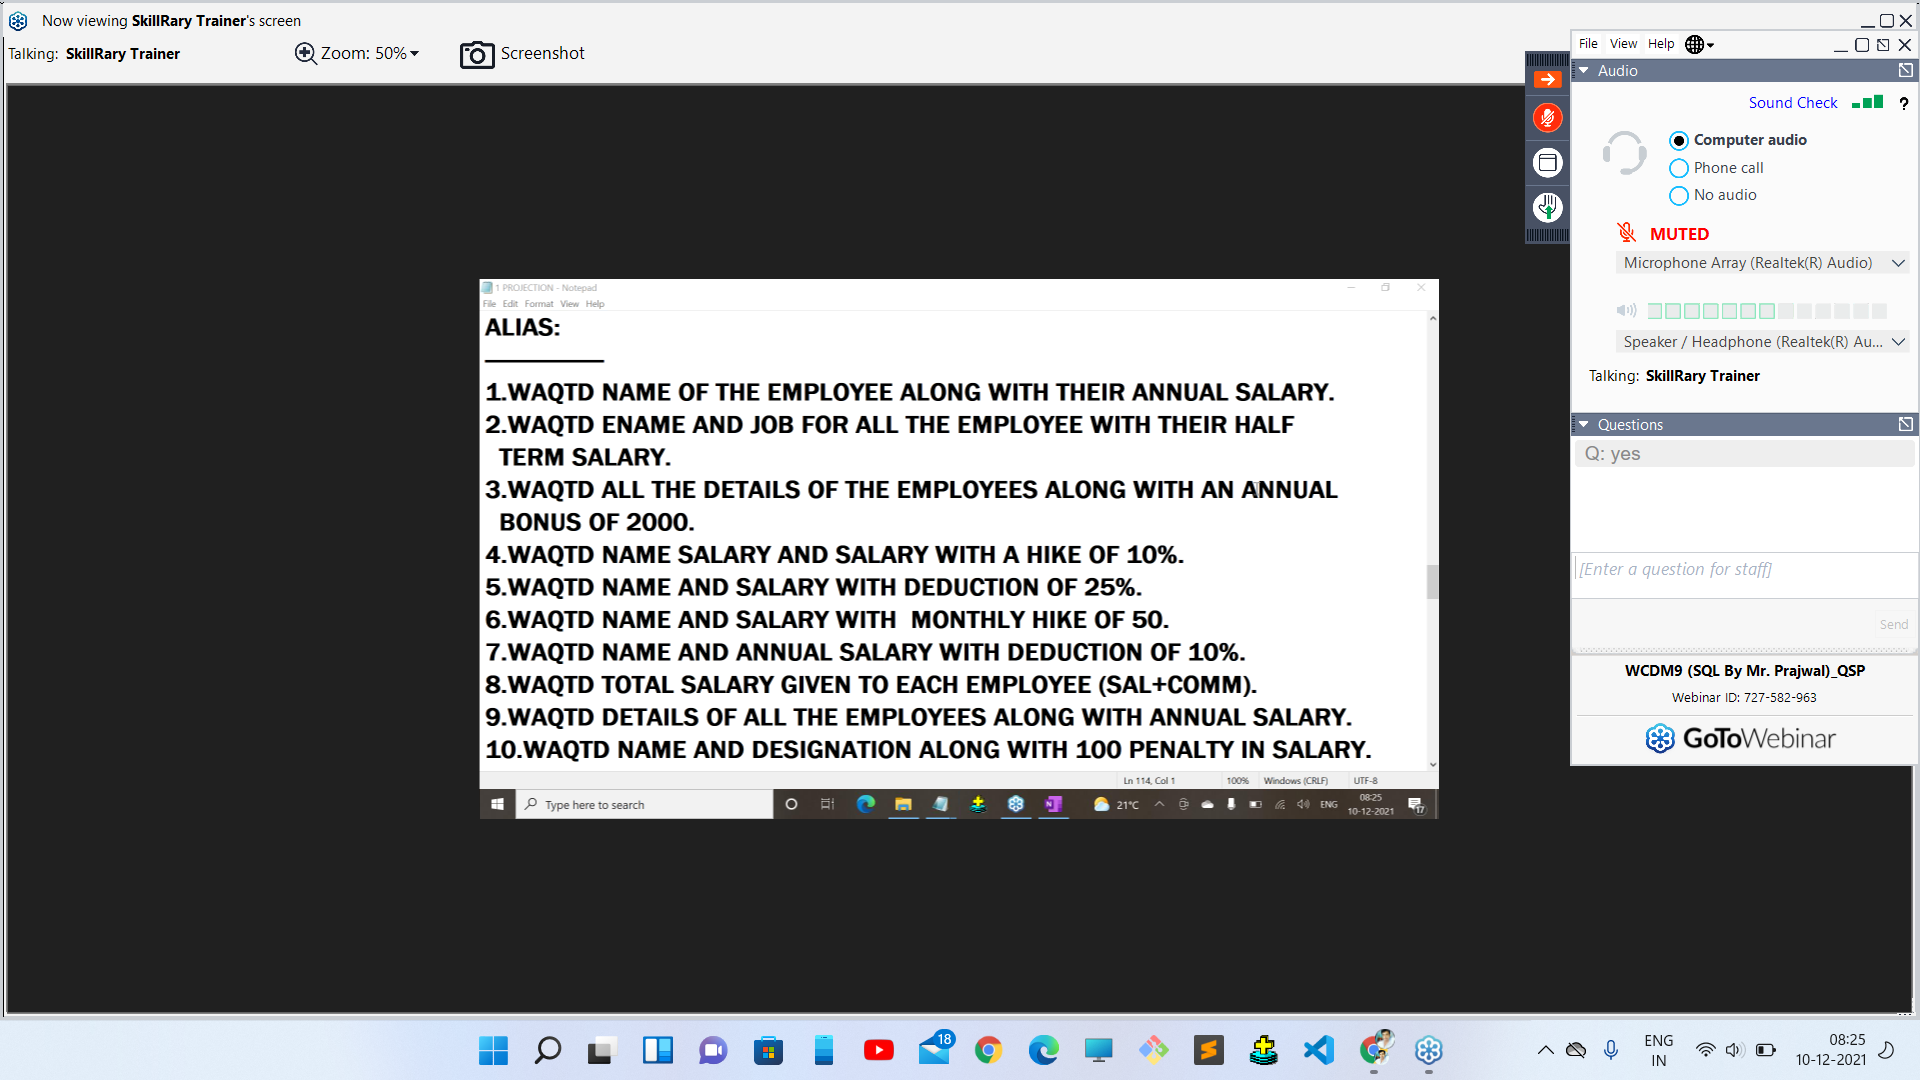 Now viewing SkillRary Trainer's screen
Talking: SkillRary Trainer
Zoom: 50%
Screenshot
File View Help
Audio
Sound Check
?
Computer audio
Phone call
No audio
MUTED
Microphone Array (Realtek(R) Audio)
Speaker / Headphone (Realtek(R) Au...
Talking: SkillRary Trainer
Questions
Q: yes
[Enter a question for staff]
Send
WCDM9 (SQL By Mr. Prajwal)_QSP
Webinar ID: 727-582-963
GoToWebinar
1 PROJECTION - Notepad
File Edit Format View Help
ALIAS:
1.WAQTD NAME OF THE EMPLOYEE ALONG WITH THEIR ANNUAL SALARY.
2.WAQTD ENAME AND JOB FOR ALL THE EMPLOYEE WITH THEIR HALF
TERM SALARY.
3.WAQTD ALL THE DETAILS OF THE EMPLOYEES ALONG WITH AN ANNUAL
BONUS OF 2000.
4.WAQTD NAME SALARY AND SALARY WITH A HIKE OF 10%.
5.WAQTD NAME AND SALARY WITH DEDUCTION OF 25%.
6.WAQTD NAME AND SALARY WITH  MONTHLY HIKE OF 50.
7.WAQTD NAME AND ANNUAL SALARY WITH DEDUCTION OF 10%.
8.WAQTD TOTAL SALARY GIVEN TO EACH EMPLOYEE (SAL+COMM).
9.WAQTD DETAILS OF ALL THE EMPLOYEES ALONG WITH ANNUAL SALARY.
10.WAQTD NAME AND DESIGNATION ALONG WITH 100 PENALTY IN SALARY.
Ln 114, Col 1 100% Windows (CRLF) UTF-8
Type here to search
21°C
ENG
08:25
10-12-2021
17
18
ENG
IN
08:25
10-12-2021